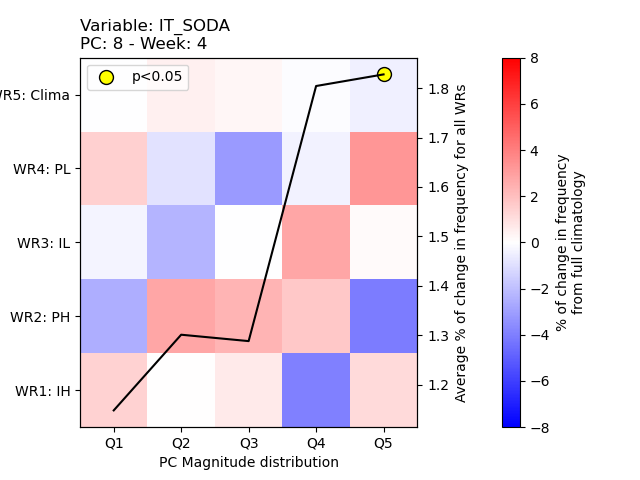 Variable: IT_SODA
PC: 8 - Week: 4
p<0.05
WR5: Clima
WR4: PL
WR3: IL
WR2: PH
WR1: IH
Q1 Q2 Q3 Q4 Q5
PC Magnitude distribution
1.8
1.7
1.6
1.5
1.4
1.3
1.2
Average % of change in frequency for all WRs
8
6
4
2
0
−2
−4
−6
−8
% of change in frequency
from full climatology